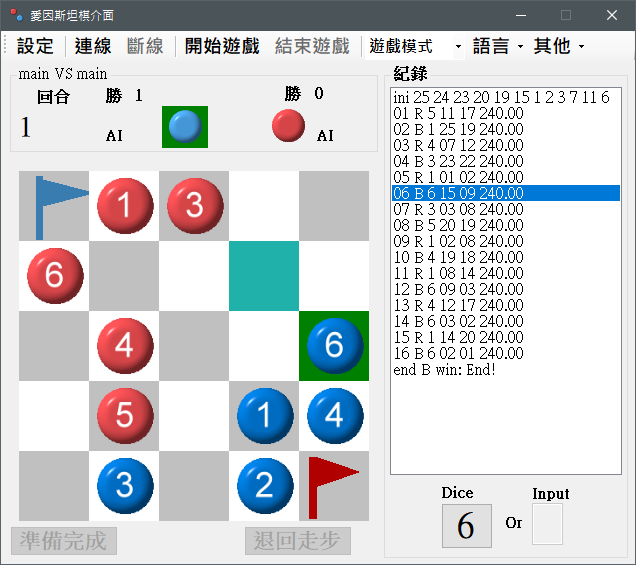 愛因斯坦棋介面
設定 連線 斷線 開始遊戲 結束遊戲 遊戲模式 語言 其他
main VS main
回合 勝 1 勝 0
1 AI AI
紀錄
ini 25 24 23 20 19 15 1 2 3 7 11 6
01 R 5 11 17 240.00
02 B 1 25 19 240.00
03 R 4 07 12 240.00
04 B 3 23 22 240.00
05 R 1 01 02 240.00
06 B 6 15 09 240.00
07 R 3 03 08 240.00
08 B 5 20 19 240.00
09 R 1 02 08 240.00
10 B 4 19 18 240.00
11 R 1 08 14 240.00
12 B 6 09 03 240.00
13 R 4 12 17 240.00
14 B 6 03 02 240.00
15 R 1 14 20 240.00
16 B 6 02 01 240.00
end B win: End!
1 3
6
4 6
5 1 4
3 2
準備完成 退回走步
Dice Input
6 Or